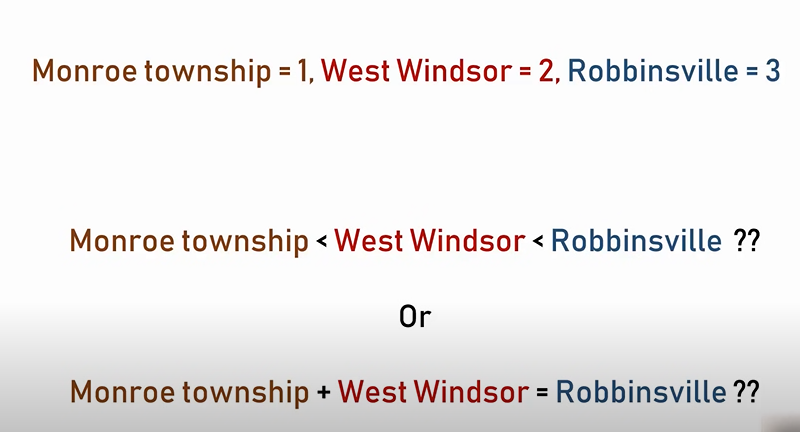 Monroe township = 1, West Windsor = 2, Robbinsville = 3
Monroe township < West Windsor < Robbinsville ??
Or
Monroe township + West Windsor = Robbinsville ??